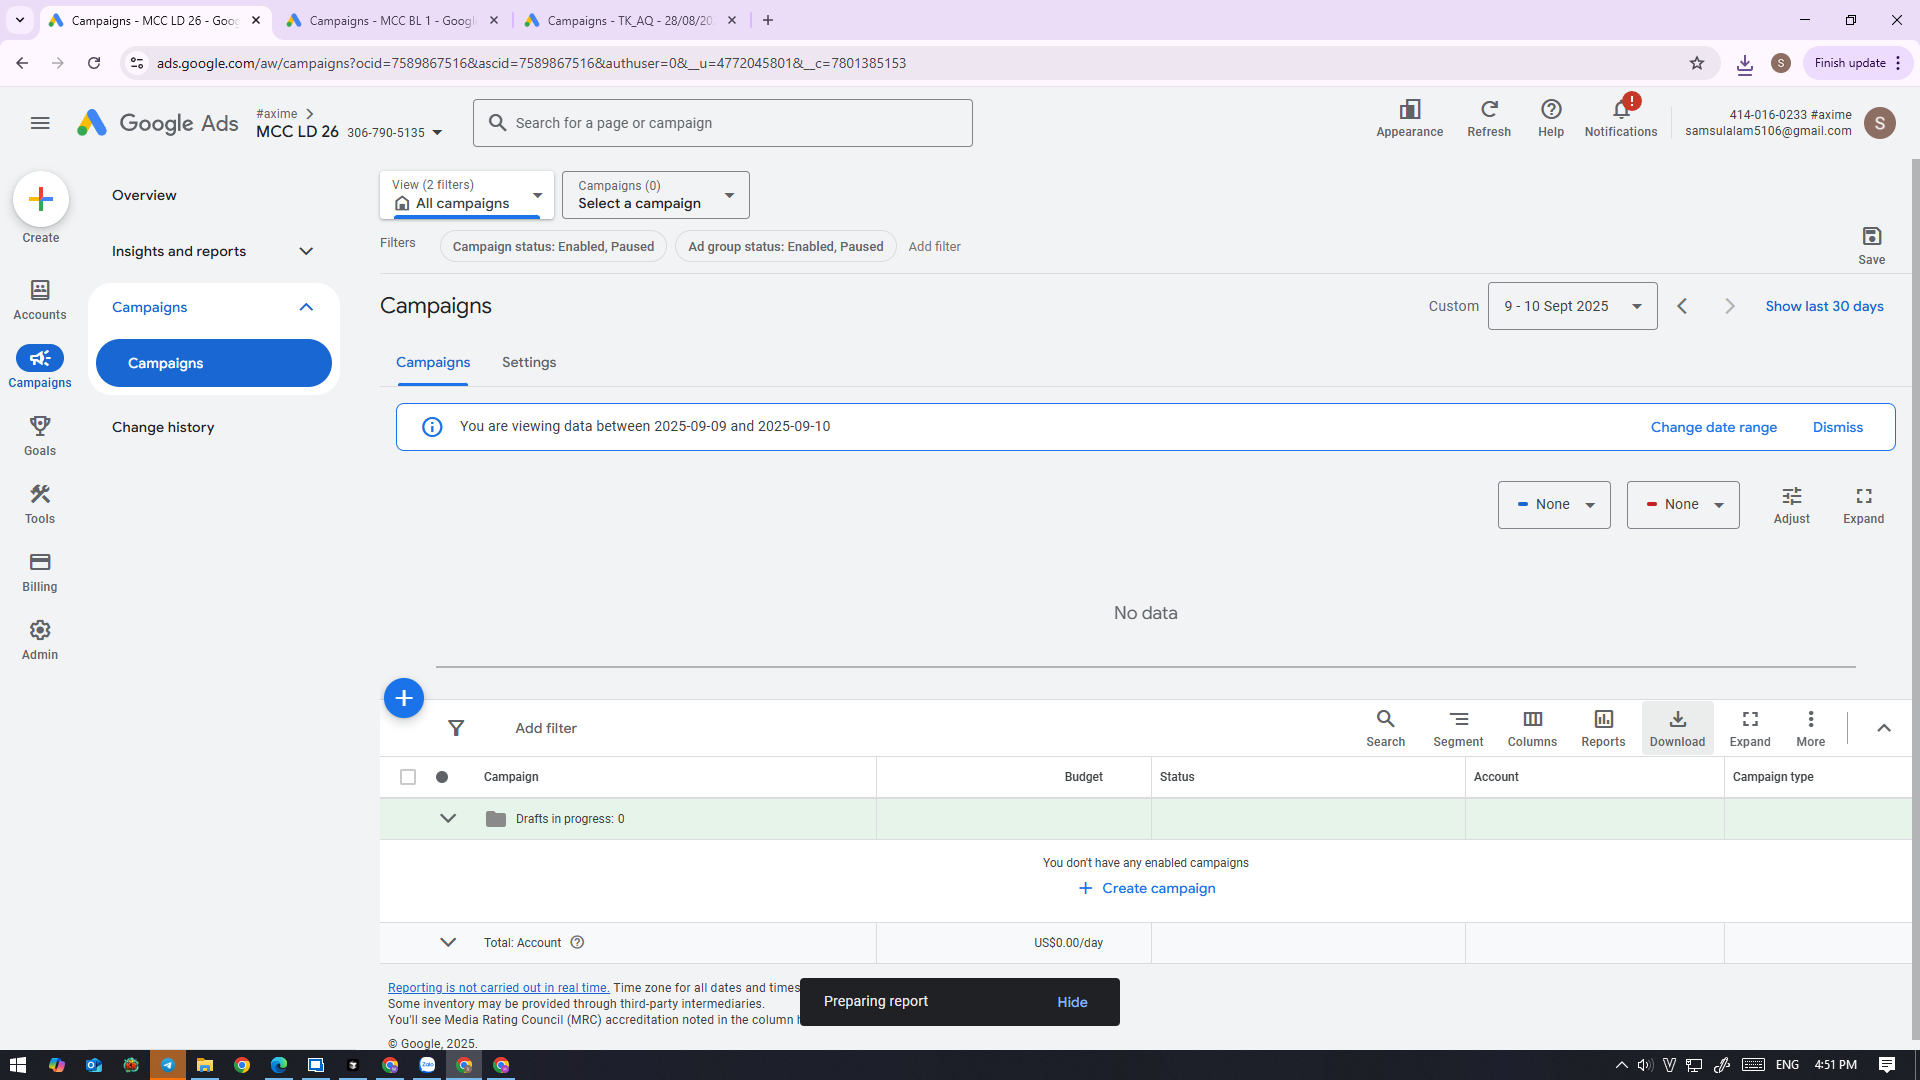 Campaigns - MCC LD 26 - Goog
Campaigns - MCC BL 1 - Google
Campaigns - TK_AQ - 28/08/202
ads.google.com/aw/campaigns?ocid=7589867516&ascid=7589867516&authuser=0&__u=4772045801&__c=7801385153
S
Finish update
Google Ads
#axime
MCC LD 26 306-790-5135
Search for a page or campaign
Appearance
Refresh
Help
Notifications
414-016-0233 #axime
samsulalam5106@gmail.com
S
Create
Accounts
Campaigns
Goals
Tools
Billing
Admin
Overview
Insights and reports
Campaigns
Campaigns
Change history
View (2 filters)
All campaigns
Campaigns (0)
Select a campaign
Filters
Campaign status: Enabled, Paused
Ad group status: Enabled, Paused
Add filter
Save
Campaigns
Custom
9 - 10 Sept 2025
Show last 30 days
Campaigns
Settings
You are viewing data between 2025-09-09 and 2025-09-10
Change date range
Dismiss
None
None
Adjust
Expand
No data
Add filter
Search
Segment
Columns
Reports
Download
Expand
More
Campaign
Budget
Status
Account
Campaign type
Drafts in progress: 0
You don't have any enabled campaigns
Create campaign
Total: Account
US$0.00/day
Reporting is not carried out in real time. Time zone for all dates and times
Some inventory may be provided through third-party intermediaries.
You'll see Media Rating Council (MRC) accreditation noted in the column h
© Google, 2025.
Preparing report
Hide
Zalo
ENG
4:51 PM